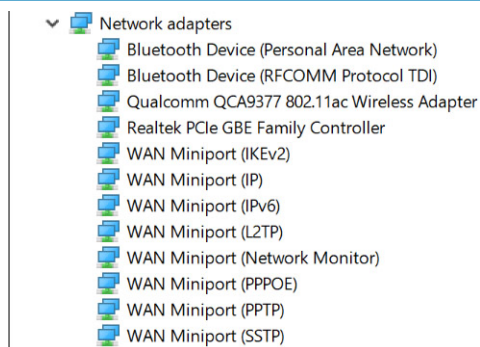 Network adapters
Bluetooth Device (Personal Area Network)
Bluetooth Device (RFCOMM Protocol TDI)
Qualcomm QCA9377 802.11ac Wireless Adapter
Realtek PCIe GBE Family Controller
WAN Miniport (IKEv2)
WAN Miniport (IP)
WAN Miniport (IPv6)
WAN Miniport (L2TP)
WAN Miniport (Network Monitor)
WAN Miniport (PPPOE)
WAN Miniport (PPTP)
WAN Miniport (SSTP)